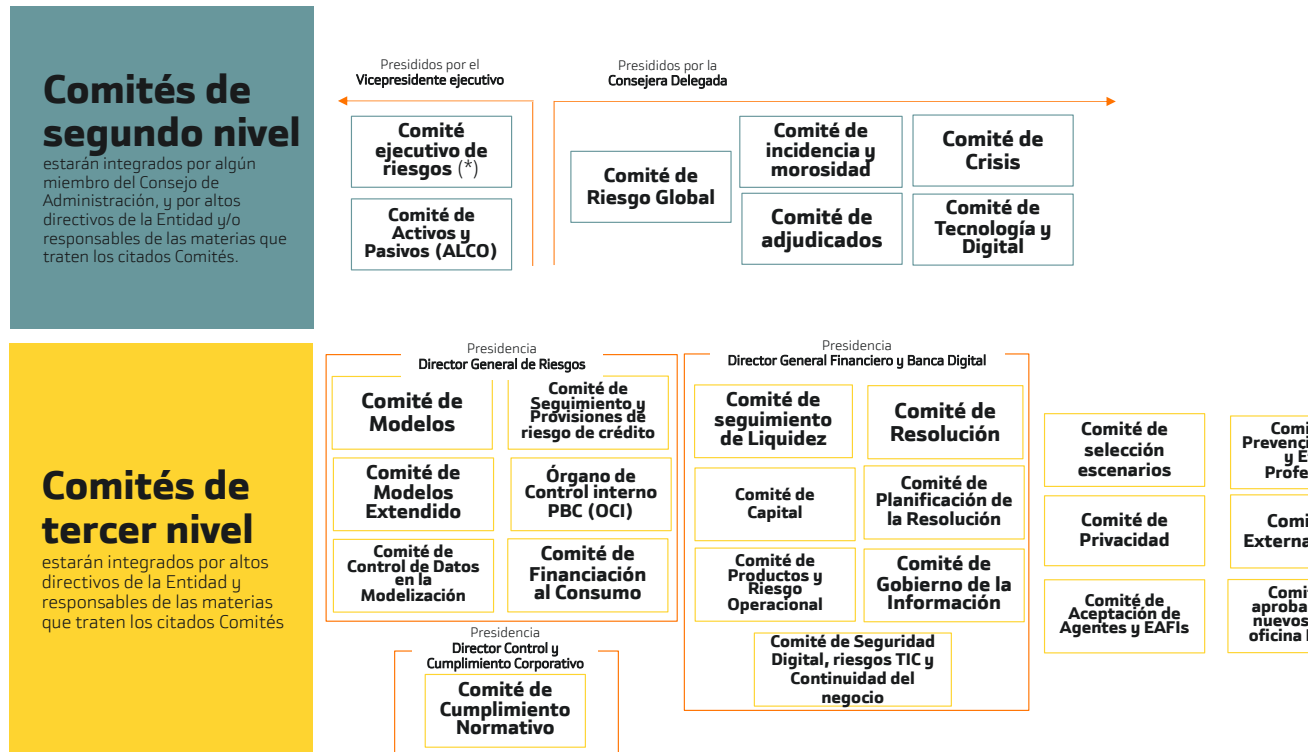 Comités de
segundo nivel
estarán integrados por algún
miembro del Consejo de
Administración, y por altos
directivos de la Entidad y/o
responsables de las materias que
traten los citados Comités.
Presididos por el
Vicepresidente ejecutivo
Comité
ejecutivo de
riesgos (*)
Comité de
Activos y
Pasivos (ALCO)
Presididos por la
Consejera Delegada
Comité de
Riesgo Global
Comité de
incidencia y
morosidad
Comité de
adjudicados
Comité de
Crisis
Comité de
Tecnología y
Digital
Comités de
tercer nivel
estarán integrados por altos
directivos de la Entidad y
responsables de las materias
que traten los citados Comités
Presidencia
Director General de Riesgos
Comité de
Modelos
Comité de
Seguimiento y
Provisiones de
riesgo de crédito
Comité de
Modelos
Extendido
Órgano de
Control interno
PBC (OCI)
Comité de
Control de Datos
en la
Modelización
Comité de
Financiación
al Consumo
Presidencia
Director Control y
Cumplimiento Corporativo
Comité de
Cumplimiento
Normativo
Presidencia
Director General Financiero y Banca Digital
Comité de
seguimiento
de Liquidez
Comité de
Resolución
Comité de
Capital
Comité de
Planificación de
la Resolución
Comité de
Productos y
Riesgo
Operacional
Comité de
Gobierno de la
Información
Comité de Seguridad
Digital, riesgos TIC y
Continuidad del
negocio
Comité de
selección
escenarios
Comité de
Privacidad
Comité de
Aceptación de
Agentes y EAFIs
nuevos
oficina